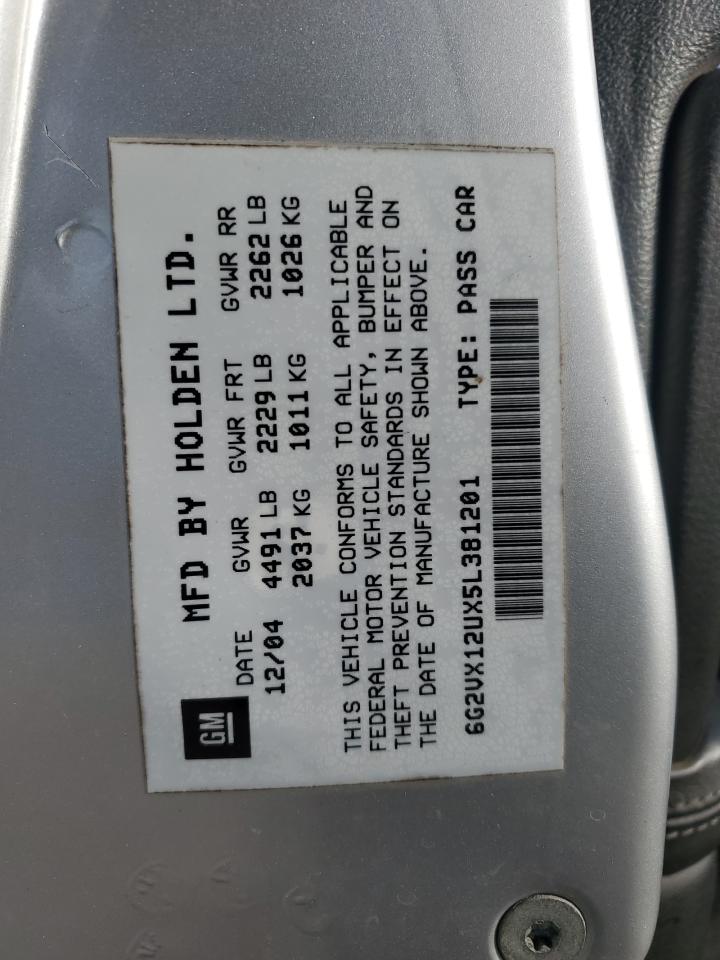 GM
MFD BY HOLDEN LTD.
DATE GVWR GVWR FRT GVWR RR
12/04 4491 LB 2229 LB 2262 LB
2037 KG 1011 KG 1026 KG
THIS VEHICLE CONFORMS TO ALL APPLICABLE
FEDERAL MOTOR VEHICLE SAFETY, BUMPER AND
THEFT PREVENTION STANDARDS IN EFFECT ON
THE DATE OF MANUFACTURE SHOWN ABOVE.
6G2VX12UX5L381201 TYPE: PASS CAR